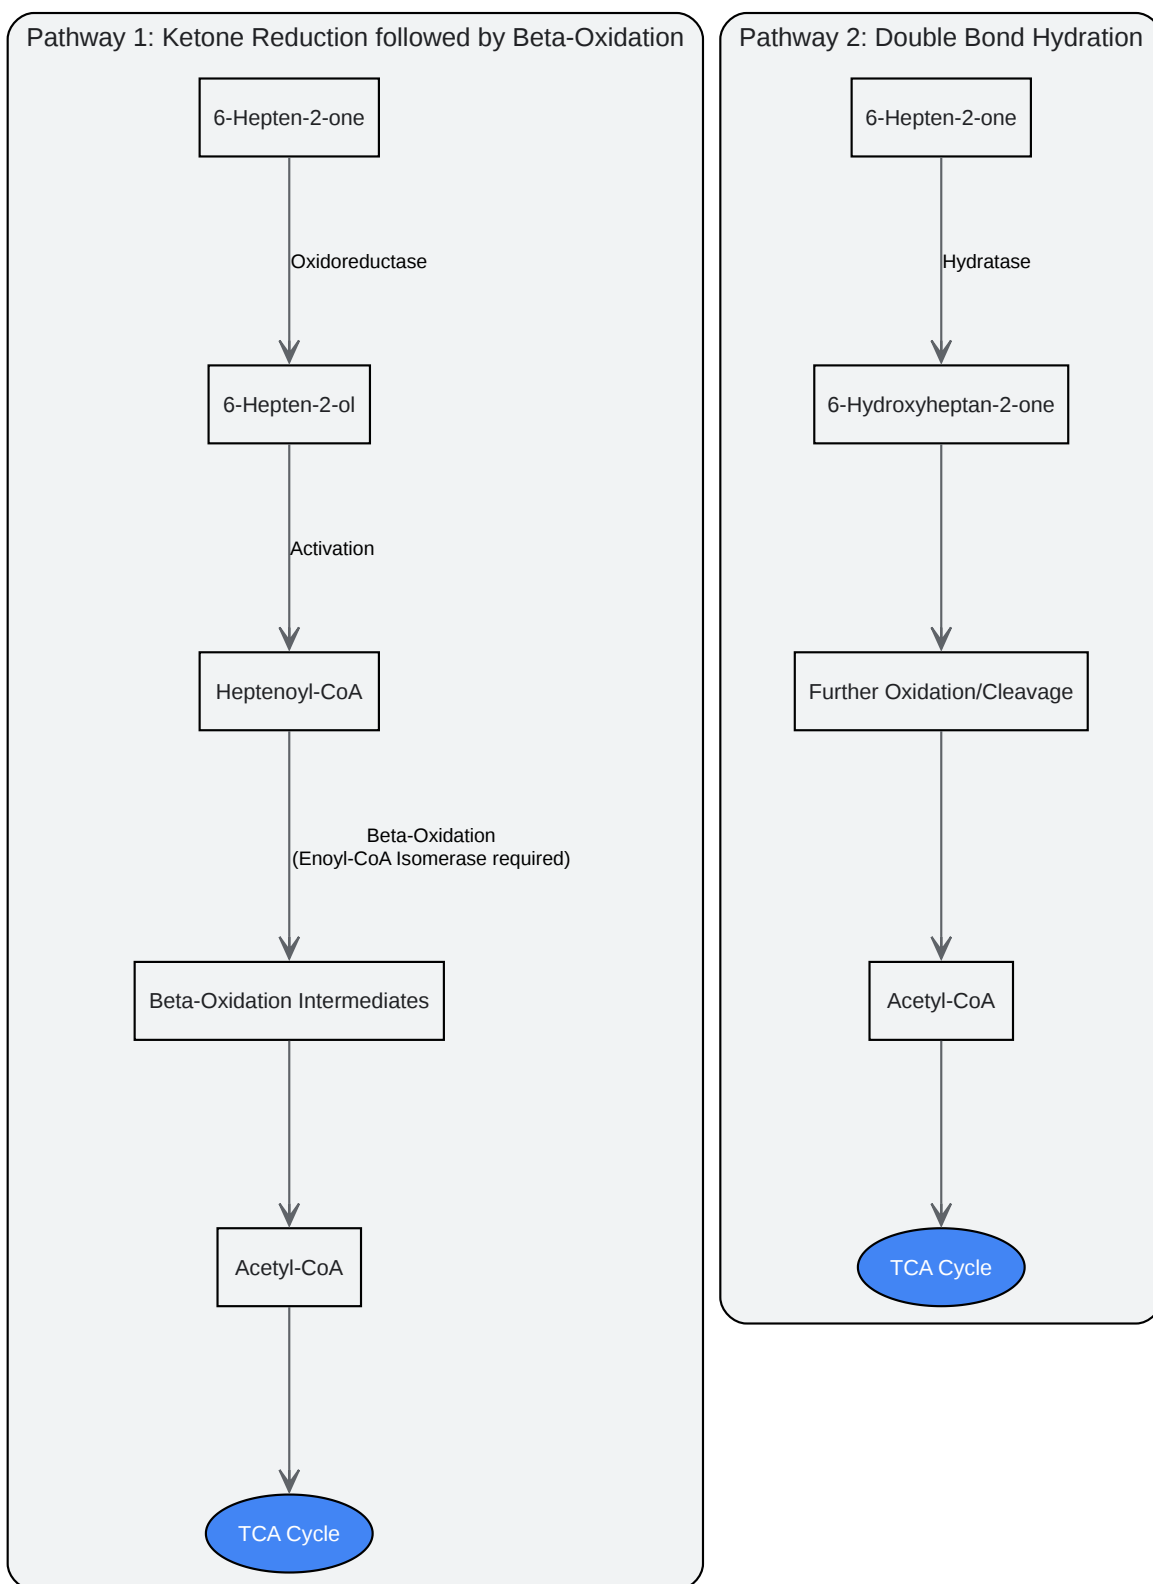 Pathway 1: Ketone Reduction followed by Beta-Oxidation
6-Hepten-2-one
Oxidoreductase
6-Hepten-2-ol
Activation
Heptenoyl-CoA
Beta-Oxidation
(Enoyl-CoA Isomerase required)
Beta-Oxidation Intermediates
Acetyl-CoA
TCA Cycle
Pathway 2: Double Bond Hydration
6-Hepten-2-one
Hydratase
6-Hydroxyheptan-2-one
Further Oxidation/Cleavage
Acetyl-CoA
TCA Cycle